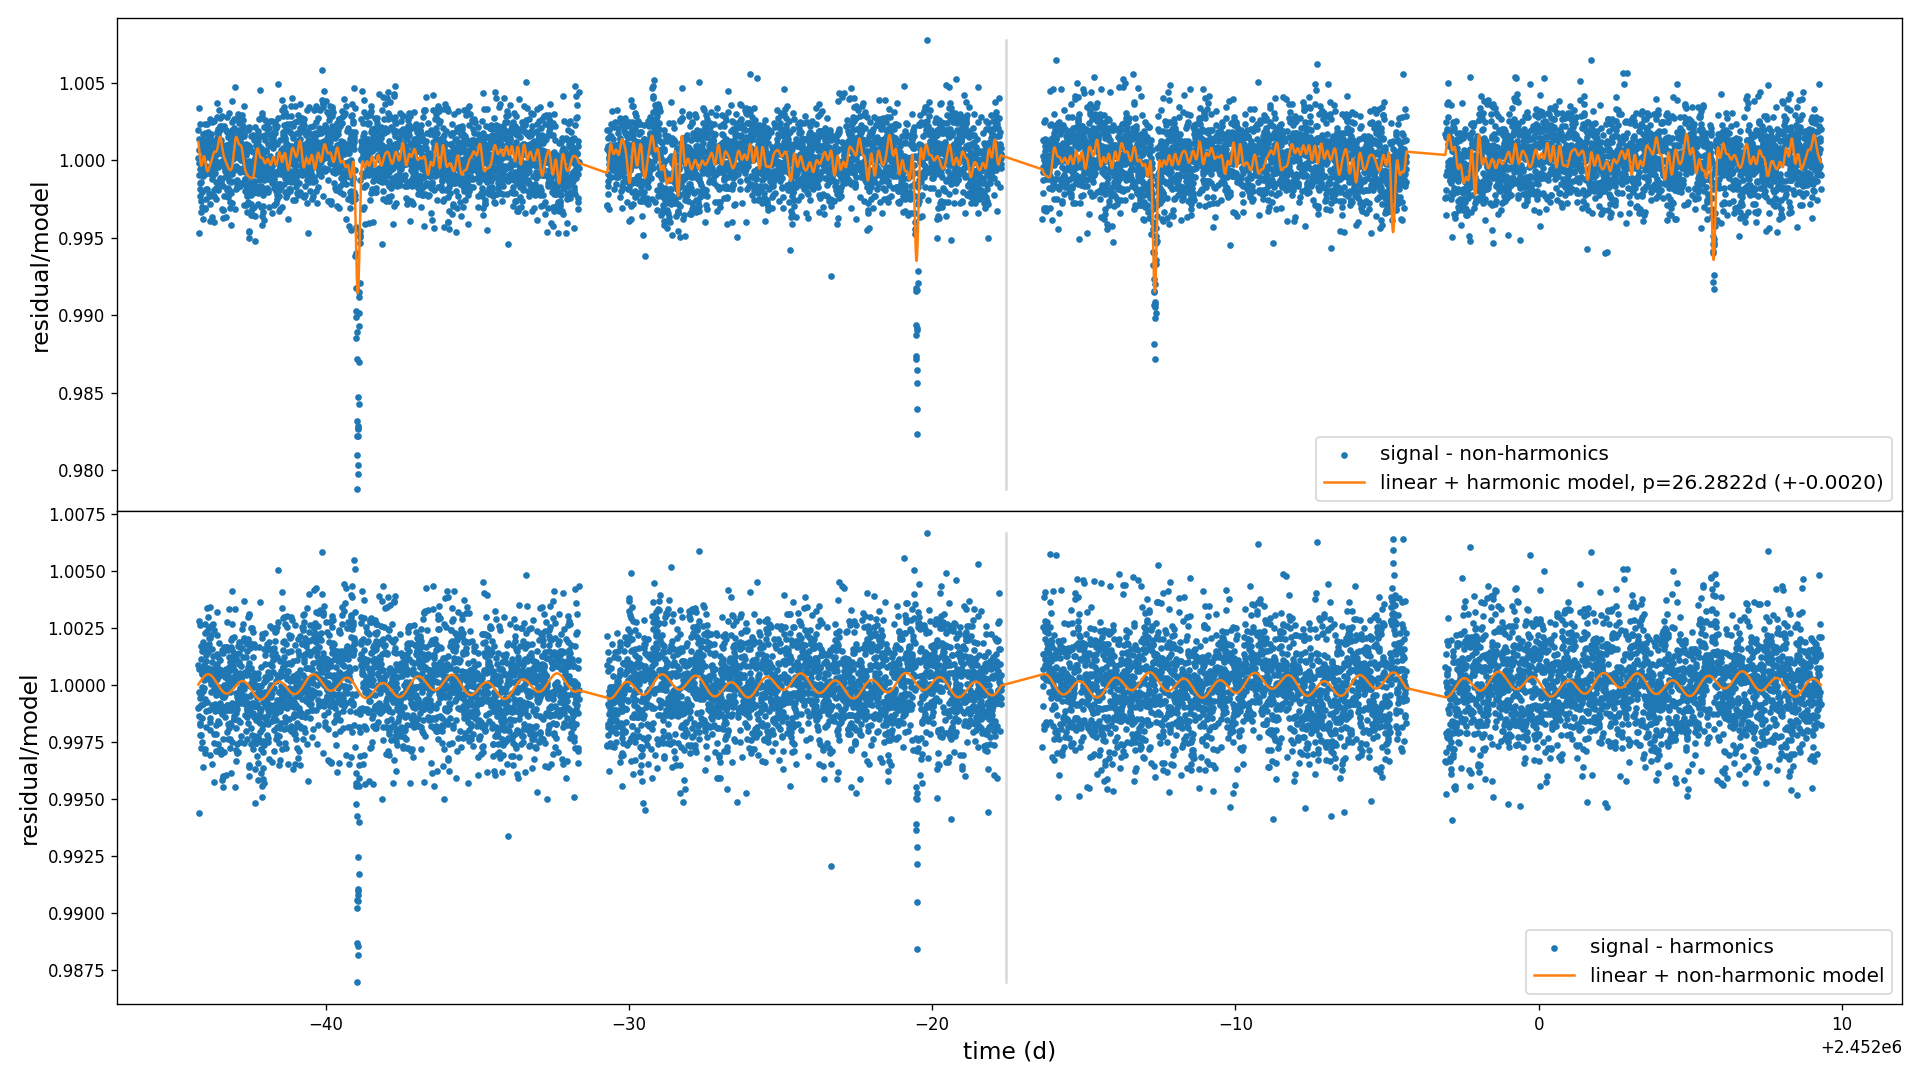 residual/model
1.005
1.000
0.995
0.990
0.985
0.980
signal - non-harmonics
linear + harmonic model, p=26.2822d (+-0.0020)
residual/model
1.0075
1.0050
1.0025
1.0000
0.9975
0.9950
0.9925
0.9900
0.9875
signal - harmonics
linear + non-harmonic model
−40
−30
−20
−10
0
10
time (d)
+2.452e6